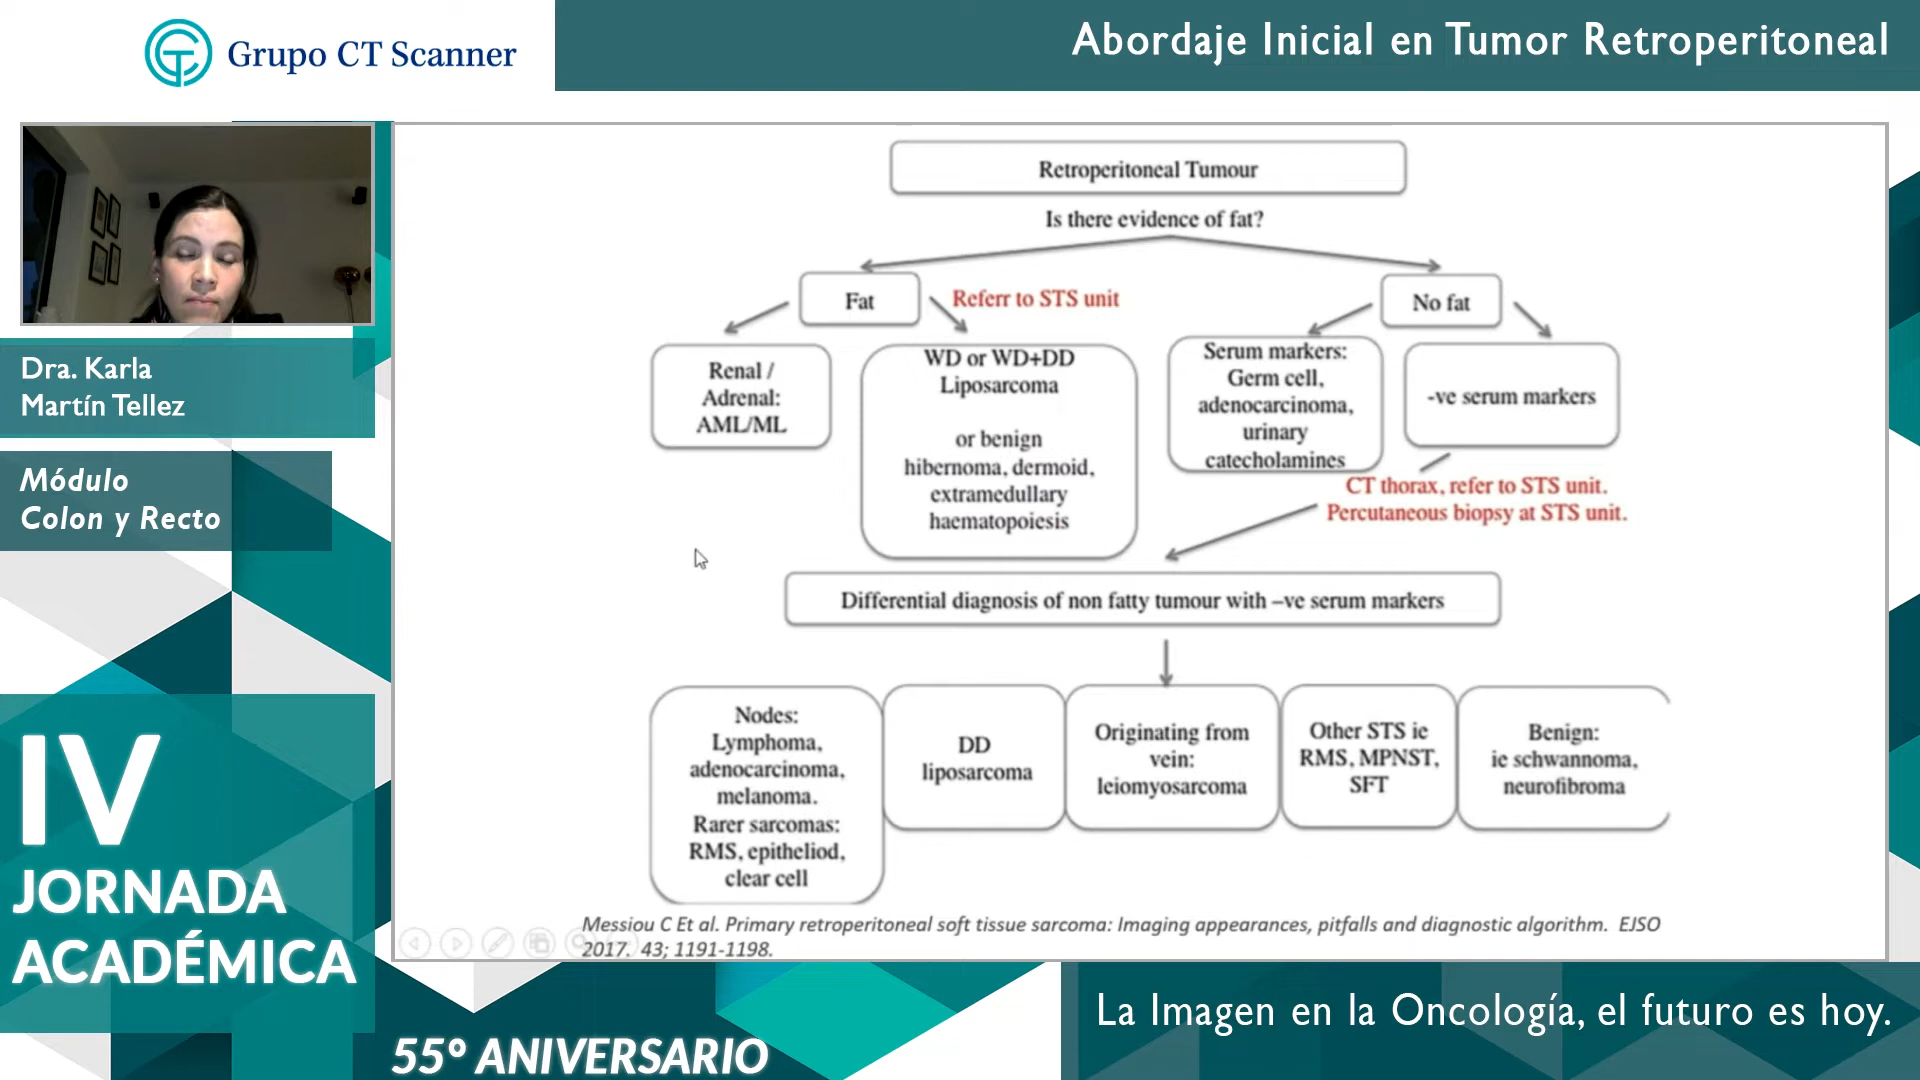 Grupo CT Scanner
Abordaje Inicial en Tumor Retroperitoneal
Dra. Karla
Martín Tellez
Módulo
Colon y Recto
IV
JORNADA
ACADÉMICA
55º ANIVERSARIO
La Imagen en la Oncología, el futuro es hoy.
Retroperitoneal Tumour
Is there evidence of fat?
Fat
Referr to STS unit
No fat
Renal /
Adrenal:
AML/ML
WD or WD+DD
Liposarcoma
or benign
hibernoma, dermoid,
extramedullary
haematopoiesis
Serum markers:
Germ cell,
adenocarcinoma,
urinary
catecholamines
-ve serum markers
CT thorax, refer to STS unit.
Percutaneous biopsy at STS unit.
Differential diagnosis of non fatty tumour with –ve serum markers
Nodes:
Lymphoma,
adenocarcinoma,
melanoma.
Rarer sarcomas:
RMS, epitheliod,
clear cell
DD
liposarcoma
Originating from
vein:
leiomyosarcoma
Other STS ie
RMS, MPNST,
SFT
Benign:
ie schwannoma,
neurofibroma
Messiou C Et al. Primary retroperitoneal soft tissue sarcoma: Imaging appearances, pitfalls and diagnostic algorithm. EJSO
2017. 43; 1191-1198.